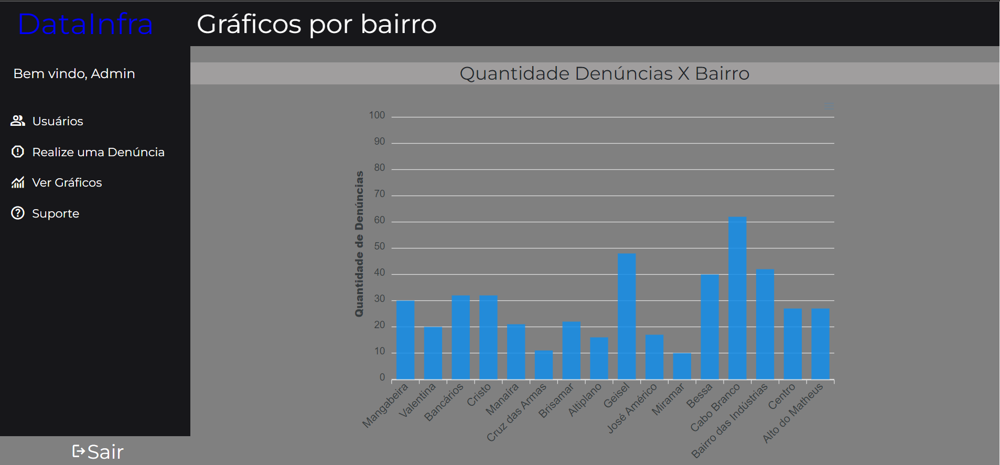 DataInfra
Gráficos por bairro
Bem vindo, Admin
Usuários
Realize uma Denúncia
Ver Gráficos
Suporte
Sair
Quantidade Denúncias X Bairro
Quantidade de Denúncias
100
90
80
70
60
50
40
30
20
10
0
Mangabeira
Valentina
Bancários
Cristo
Manaíra
Cruz das Armas
Brisamar
Altiplano
Geisel
José Américo
Miramar
Bessa
Cabo Branco
Bairro das Indústrias
Centro
Alto do Matheus